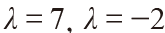 λ = 7, λ = −2